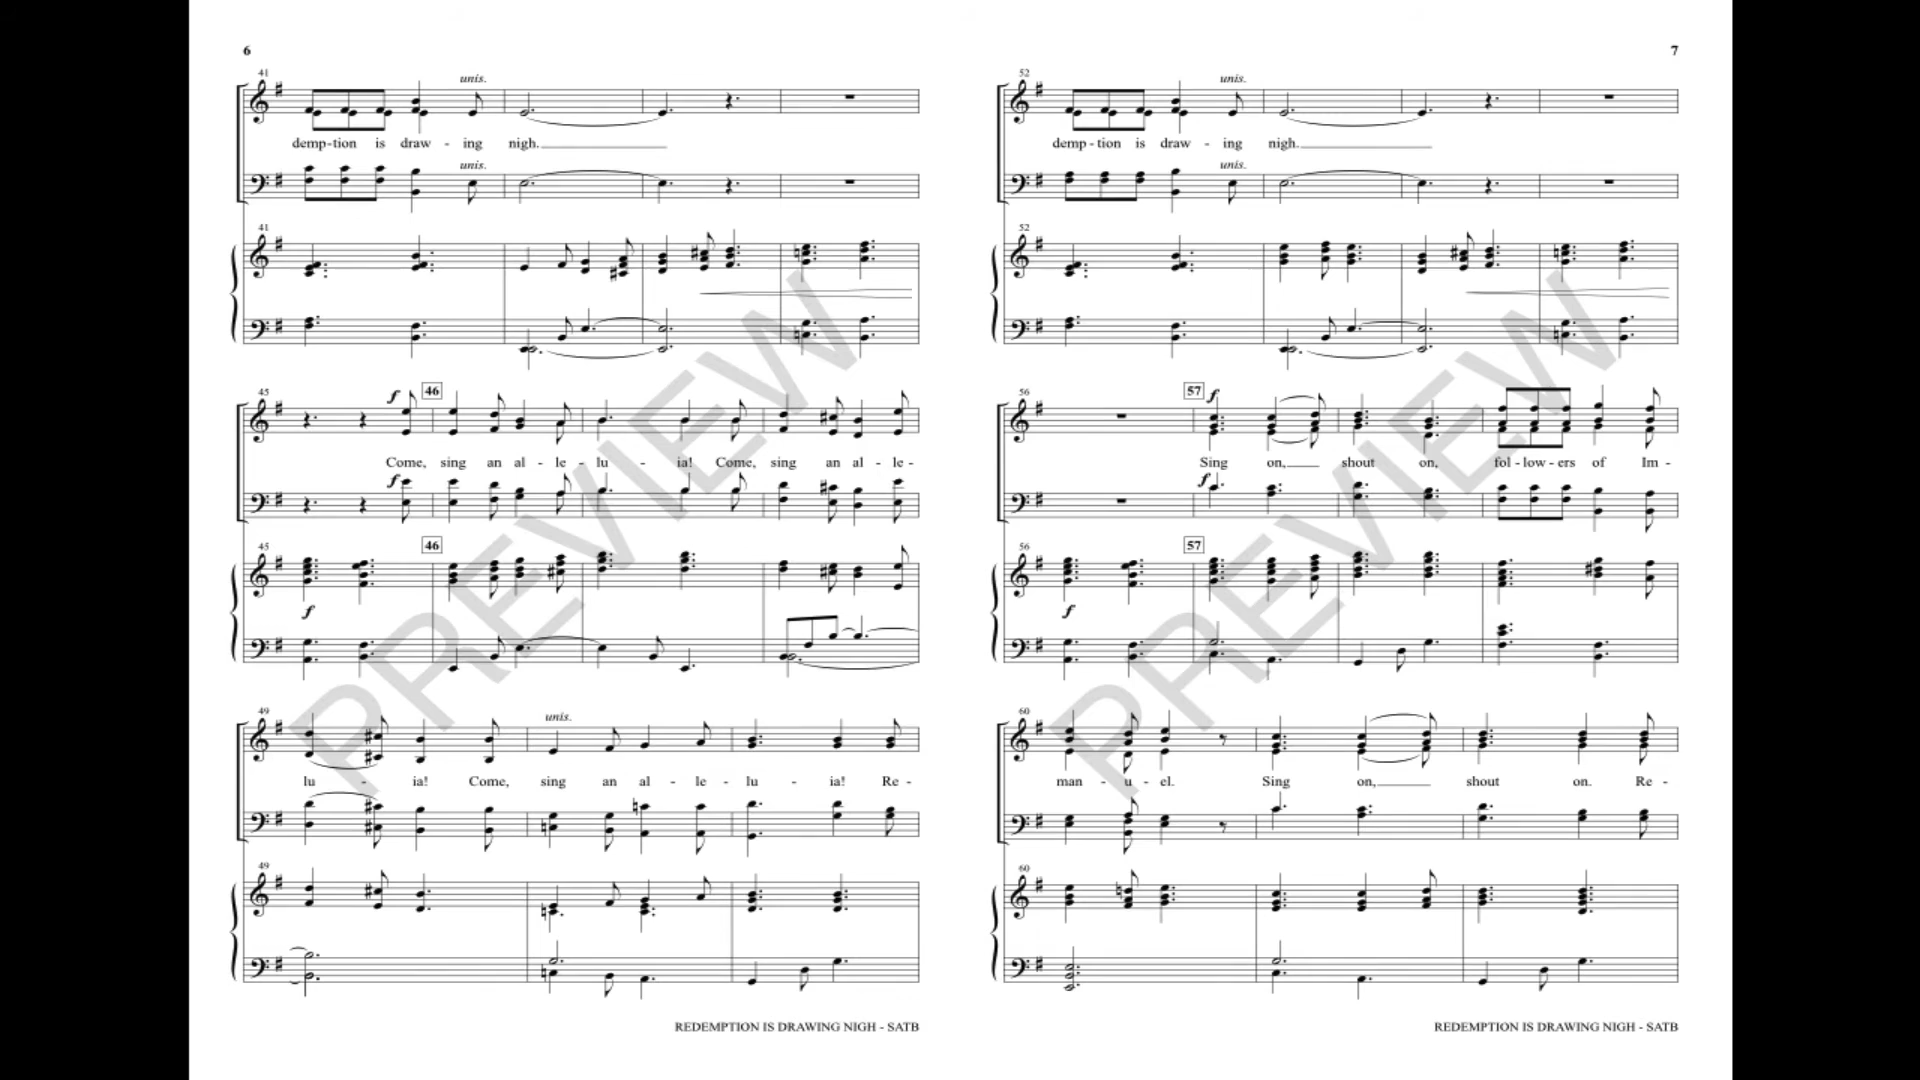 6
41
unis.
demp-tion is draw - ing nigh.
unis.
41
45
f
46
Come, sing an al - le - lu - ia! Come, sing an al - le -
f
45
46
f
49
unis.
lu - ia! Come, sing an al - le - lu - ia! Re -
49
REDEMPTION IS DRAWING NIGH - SATB
7
52
unis.
demp - tion is draw - ing nigh.
unis.
52
56
57
f
Sing on, shout on, fol - low - ers of Im -
f
56
57
f
60
man - u - el. Sing on, shout on. Re -
60
REDEMPTION IS DRAWING NIGH - SATB
PREVIEW
PREVIEW